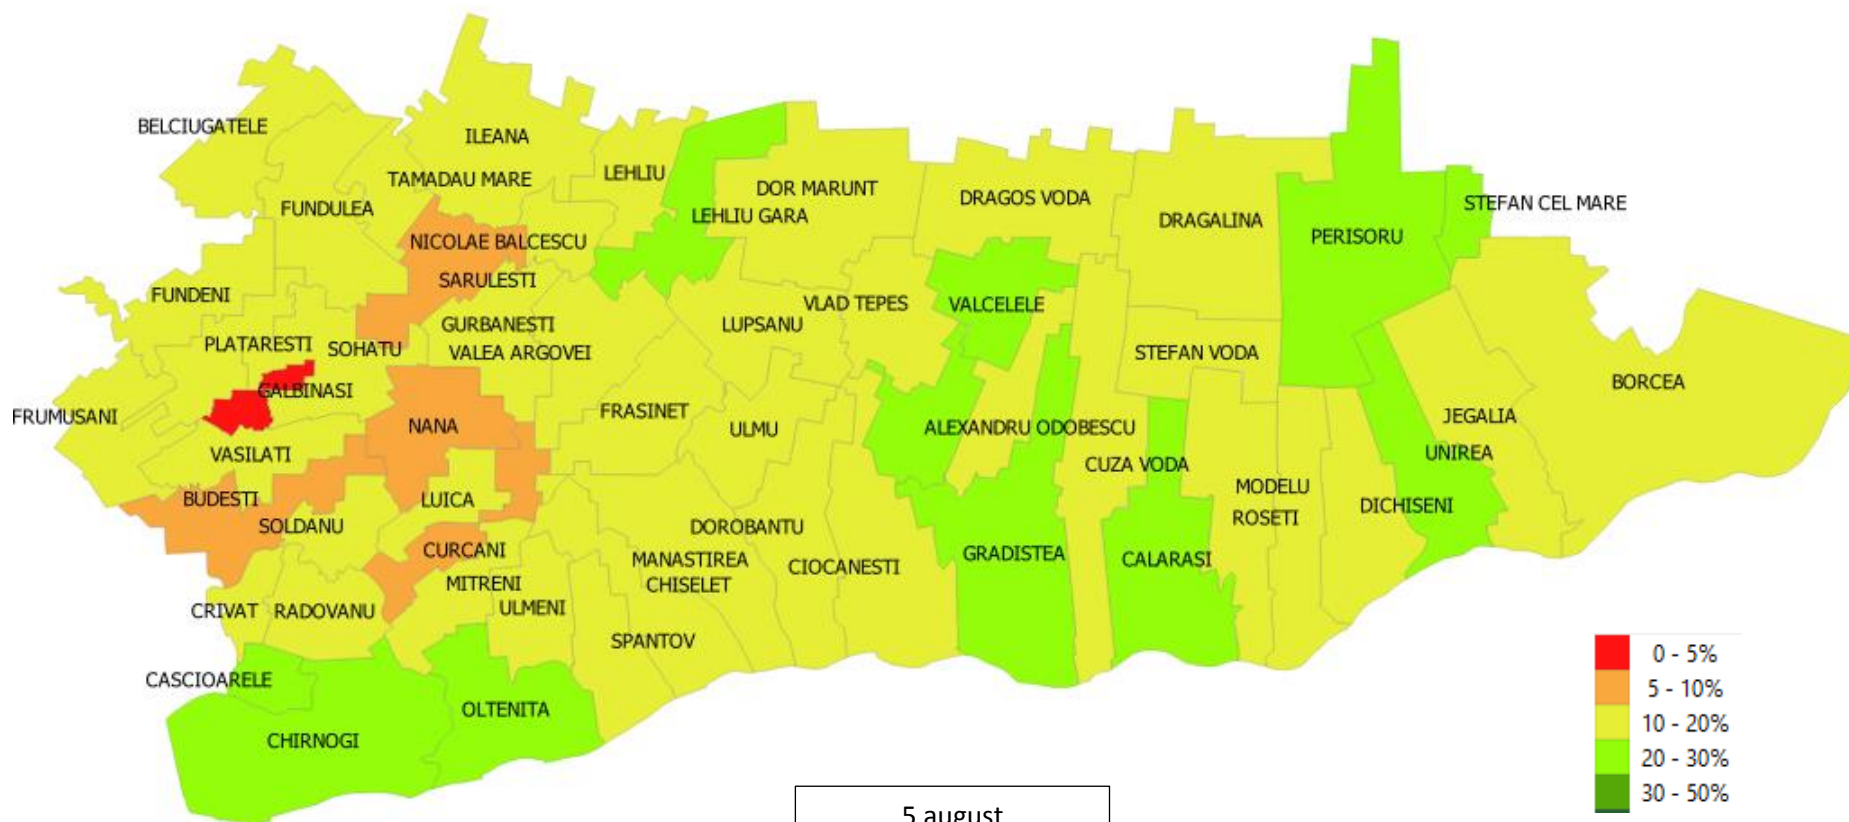 BELCIUGATELE
ILEANA
TAMADAU MARE
LEHLIU
FUNDULEA
DOR MARUNT
LEHLIU GARA
DRAGOS VODA
DRAGALINA
STEFAN CEL MARE
PERISORU
NICOLAE BALCESCU
SARULESTI
FUNDENI
VLAD TEPES
VALCELELE
GURBANESTI
LUPSANU
PLATARESTI
SOHATU
VALEA ARGOVEI
STEFAN VODA
BORCEA
GALBINASI
FRUMUSANI
FRASINET
JEGALIA
NANA
ULMU
ALEXANDRU ODOBESCU
VASILATI
UNIREA
CUZA VODA
BUDESTI
LUICA
MODELU
DICHISENI
SOLDANU
DOROBANTU
ROSETI
CURCANI
MANASTIREA
GRADISTEA
CALARASI
CIOCANESTI
MITRENI
CHISELET
CRIVAT
RADOVANU
ULMENI
SPANTOV
CASCIOARELE
OLTENITA
CHIRNOGI
0 - 5%
5 - 10%
10 - 20%
20 - 30%
30 - 50%
5 august